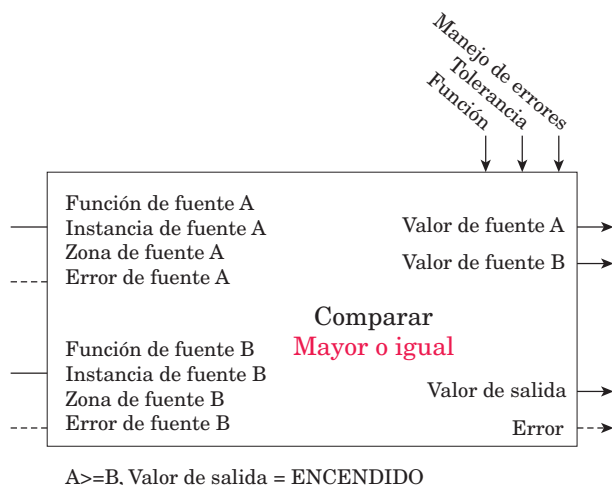 Manejo de errores
Tolerancia
Función
Función de fuente A
Instancia de fuente A
Zona de fuente A
Error de fuente A
Valor de fuente A
Valor de fuente B
Comparar
Mayor o igual
Función de fuente B
Instancia de fuente B
Zona de fuente B
Error de fuente B
Valor de salida
Error
A>=B, Valor de salida = ENCENDIDO